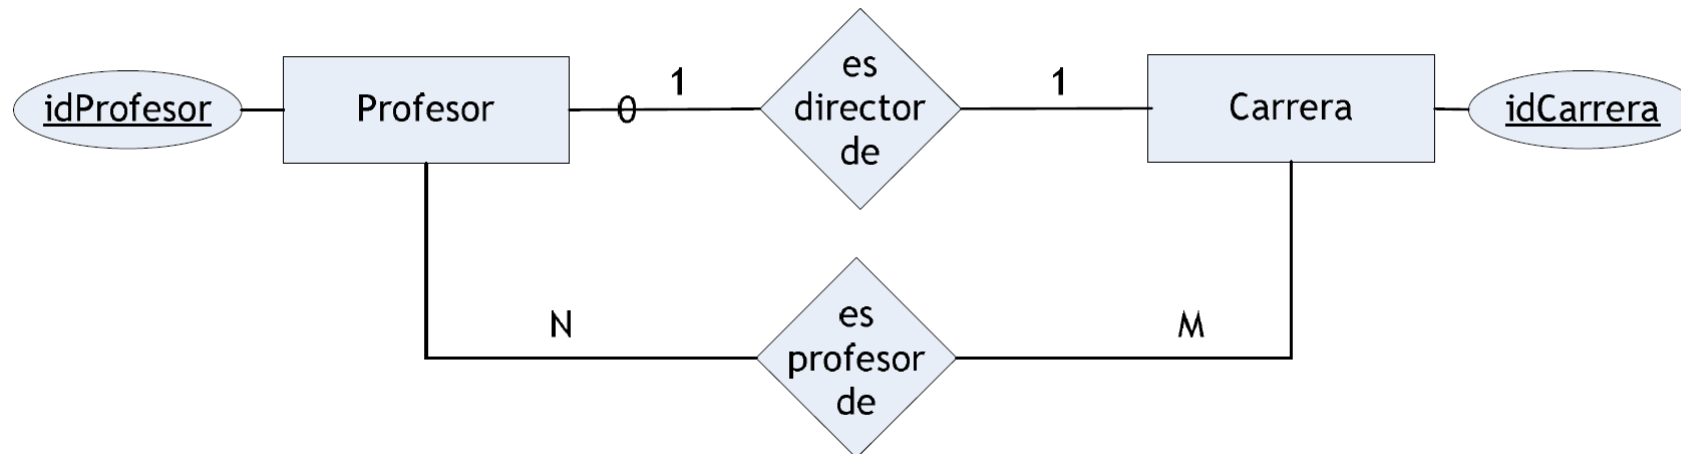 es
director
de
1
1
idProfesor
Profesor
0
Carrera
idCarrera
es
profesor
de
N
M